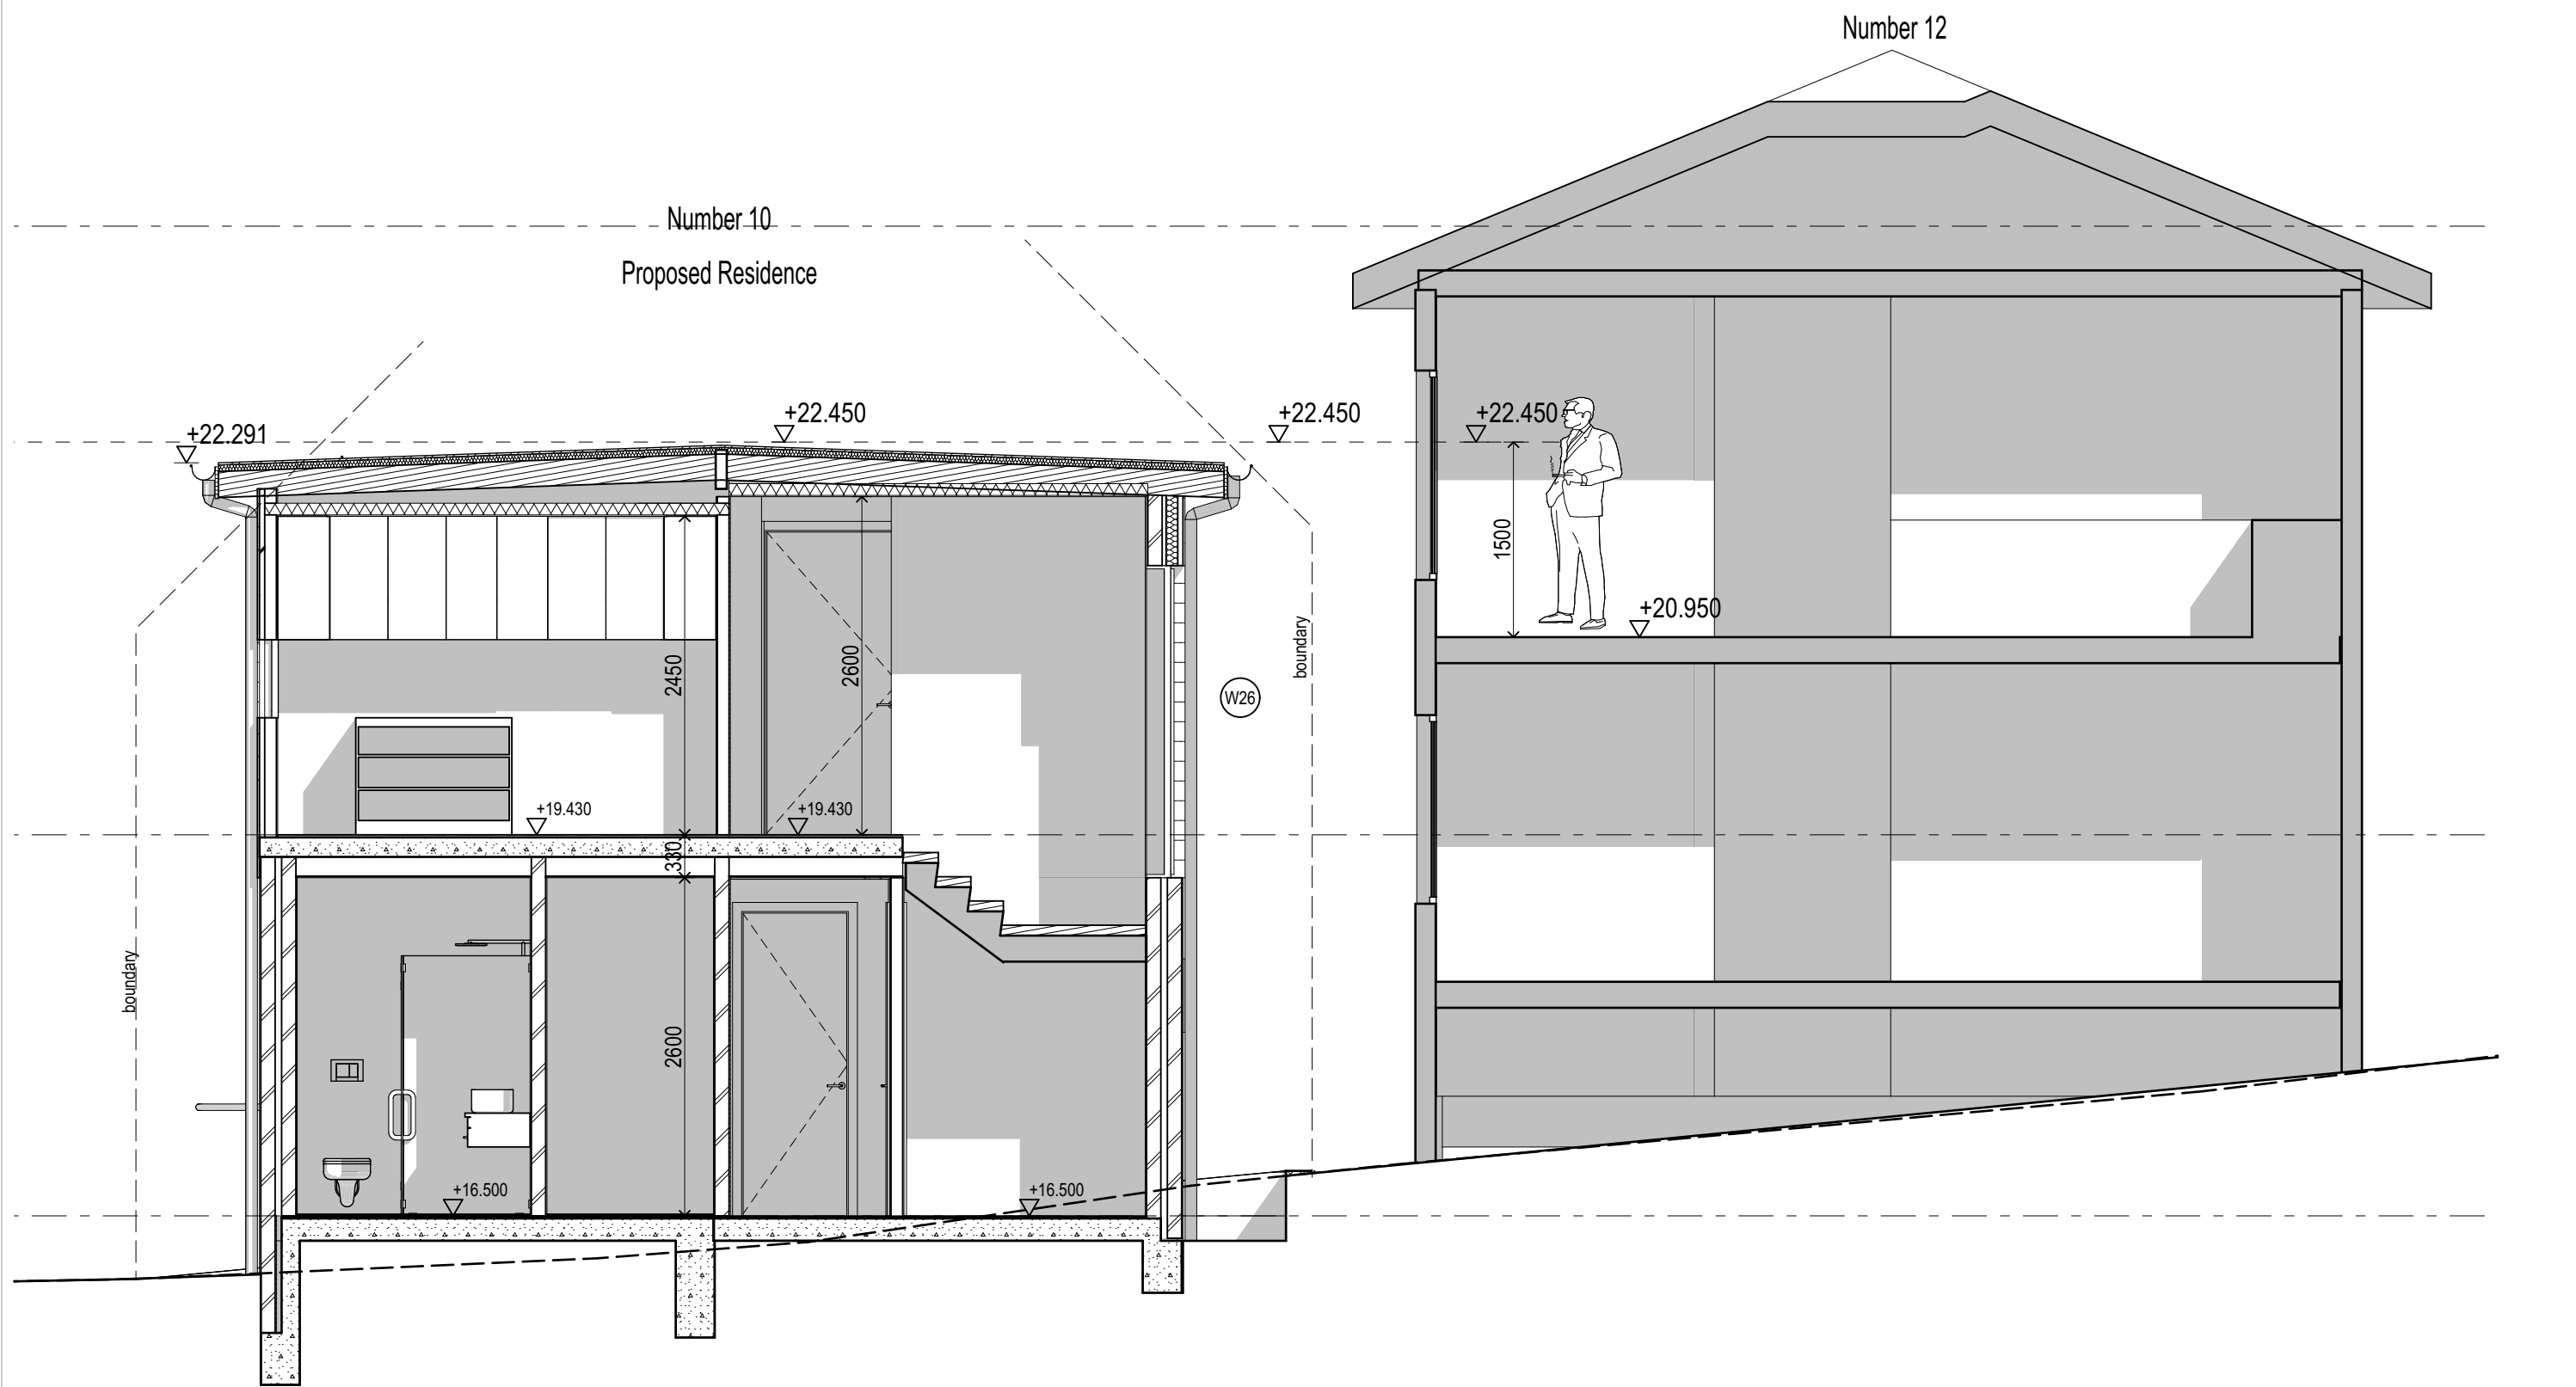 Number 12
Number 10
Proposed Residence
+22.291
+22.450
+22.450
+22.450
1500
+20.950
boundary
2450
2600
W26
+19.430
+19.430
330
boundary
2600
+16.500
+16.500